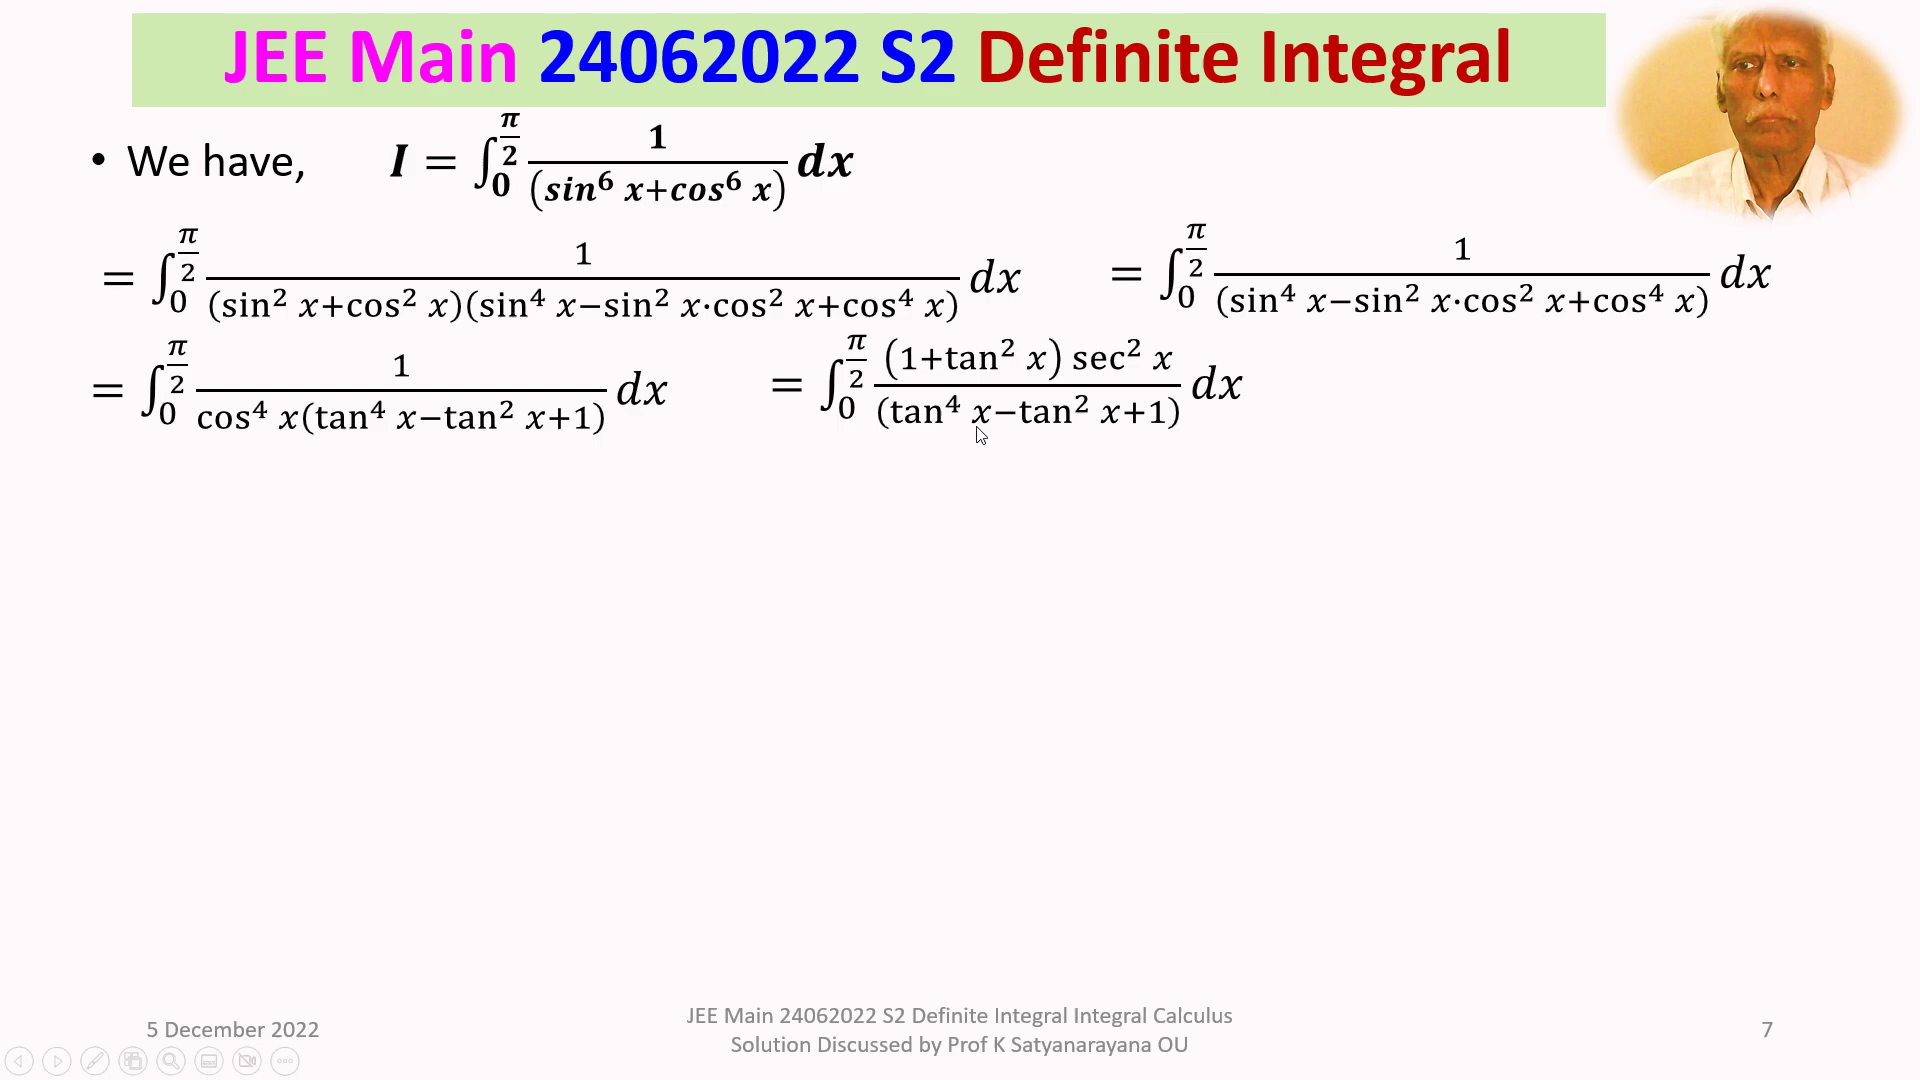 JEE Main 24062022 S2 Definite Integral
• We have, I = ∫₀^{π/2} 1/(sin⁶ x+cos⁶ x) dx
= ∫₀^{π/2} 1/((sin² x+cos² x)(sin⁴ x−sin² x·cos² x+cos⁴ x)) dx = ∫₀^{π/2} 1/(sin⁴ x−sin² x·cos² x+cos⁴ x) dx
= ∫₀^{π/2} 1/(cos⁴ x(tan⁴ x−tan² x+1)) dx = ∫₀^{π/2} (1+tan² x) sec² x/(tan⁴ x−tan² x+1) dx
5 December 2022
JEE Main 24062022 S2 Definite Integral Integral Calculus
Solution Discussed by Prof K Satyanarayana OU
7